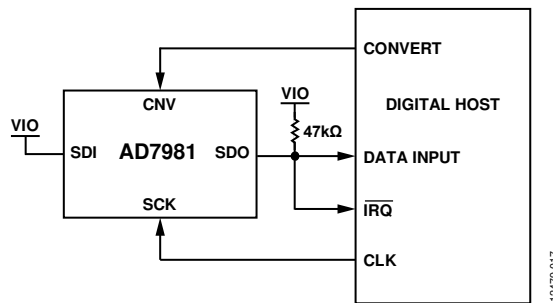 CONVERT
CNV
VIO
VIO
DIGITAL HOST
47kΩ
SDI
AD7981
SDO
DATA INPUT
SCK
IRQ
CLK